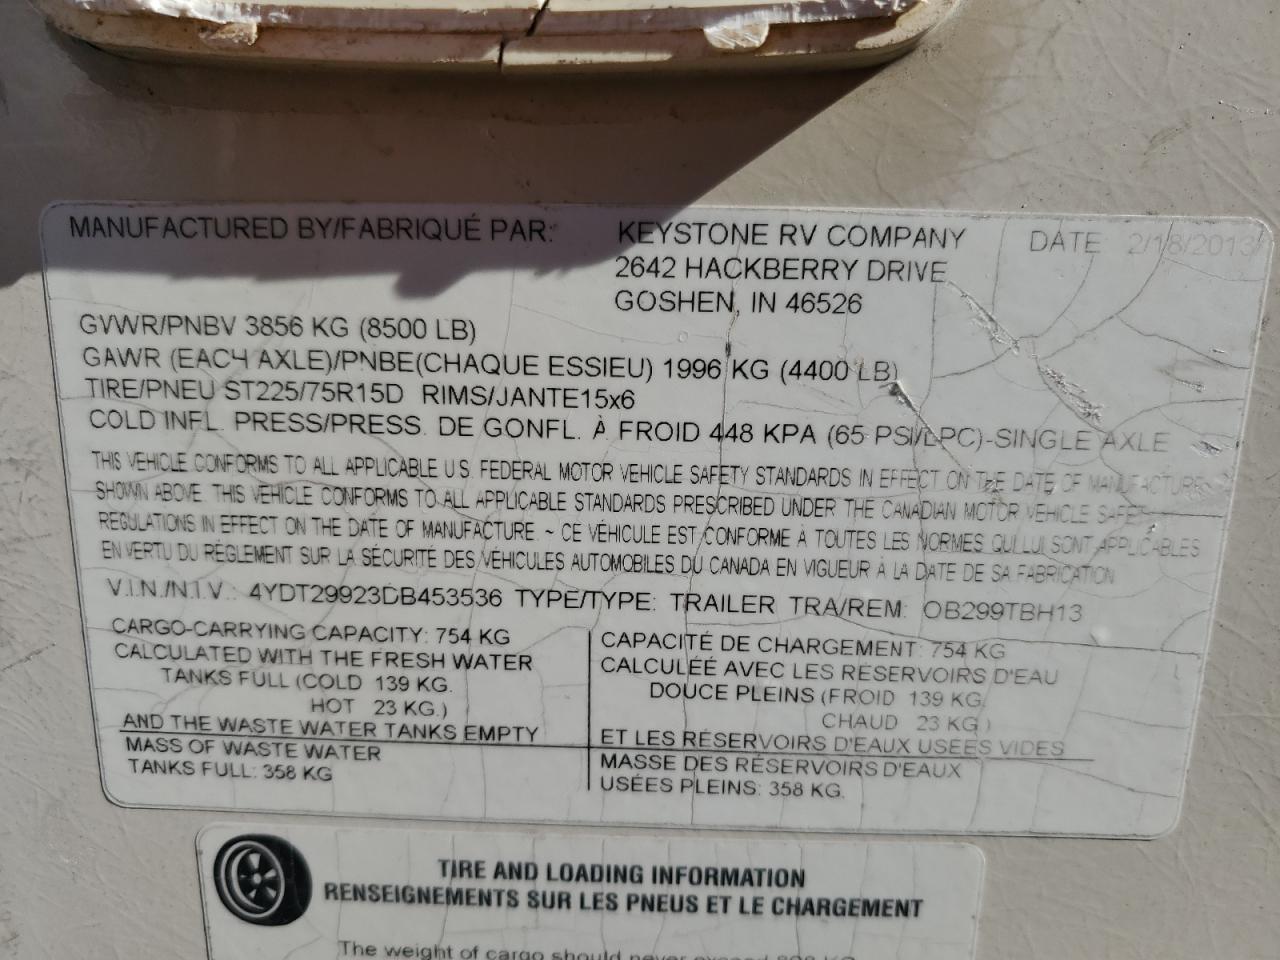 MANUFACTURED BY/FABRIQUÉ PAR: KEYSTONE RV COMPANY DATE: 2/18/2013
2642 HACKBERRY DRIVE
GOSHEN, IN 46526
GVWR/PNBV 3856 KG (8500 LB)
GAWR (EACH AXLE)/PNBE(CHAQUE ESSIEU) 1996 KG (4400 LB)
TIRE/PNEU ST225/75R15D RIMS/JANTE15x6
COLD INFL. PRESS/PRESS. DE GONFL. À FROID 448 KPA (65 PSI/LPC)-SINGLE AXLE
THIS VEHICLE CONFORMS TO ALL APPLICABLE U.S. FEDERAL MOTOR VEHICLE SAFETY STANDARDS IN EFFECT ON THE DATE OF MANUFACTURE
SHOWN ABOVE. THIS VEHICLE CONFORMS TO ALL APPLICABLE STANDARDS PRESCRIBED UNDER THE CANADIAN MOTOR VEHICLE SAFETY
REGULATIONS IN EFFECT ON THE DATE OF MANUFACTURE. ~ CE VÉHICULE EST CONFORME À TOUTES LES NORMES QUI LUI SONT APPLICABLES
EN VERTU DU RÈGLEMENT SUR LA SÉCURITÉ DES VÉHICULES AUTOMOBILES DU CANADA EN VIGUEUR À LA DATE DE SA FABRICATION
V.I.N./N.I.V.: 4YDT29923DB453536 TYPE/TYPE: TRAILER TRA/REM: OB299TBH13
CARGO-CARRYING CAPACITY: 754 KG
CALCULATED WITH THE FRESH WATER
TANKS FULL (COLD 139 KG.
HOT 23 KG.)
AND THE WASTE WATER TANKS EMPTY
MASS OF WASTE WATER
TANKS FULL: 358 KG
CAPACITÉ DE CHARGEMENT: 754 KG
CALCULÉE AVEC LES RÉSERVOIRS D'EAU
DOUCE PLEINS (FROID 139 KG.
CHAUD 23 KG.)
ET LES RÉSERVOIRS D'EAUX USÉES VIDES
MASSE DES RÉSERVOIRS D'EAUX
USÉES PLEINS: 358 KG.
TIRE AND LOADING INFORMATION
RENSEIGNEMENTS SUR LES PNEUS ET LE CHARGEMENT
The weight of cargo should never exceed